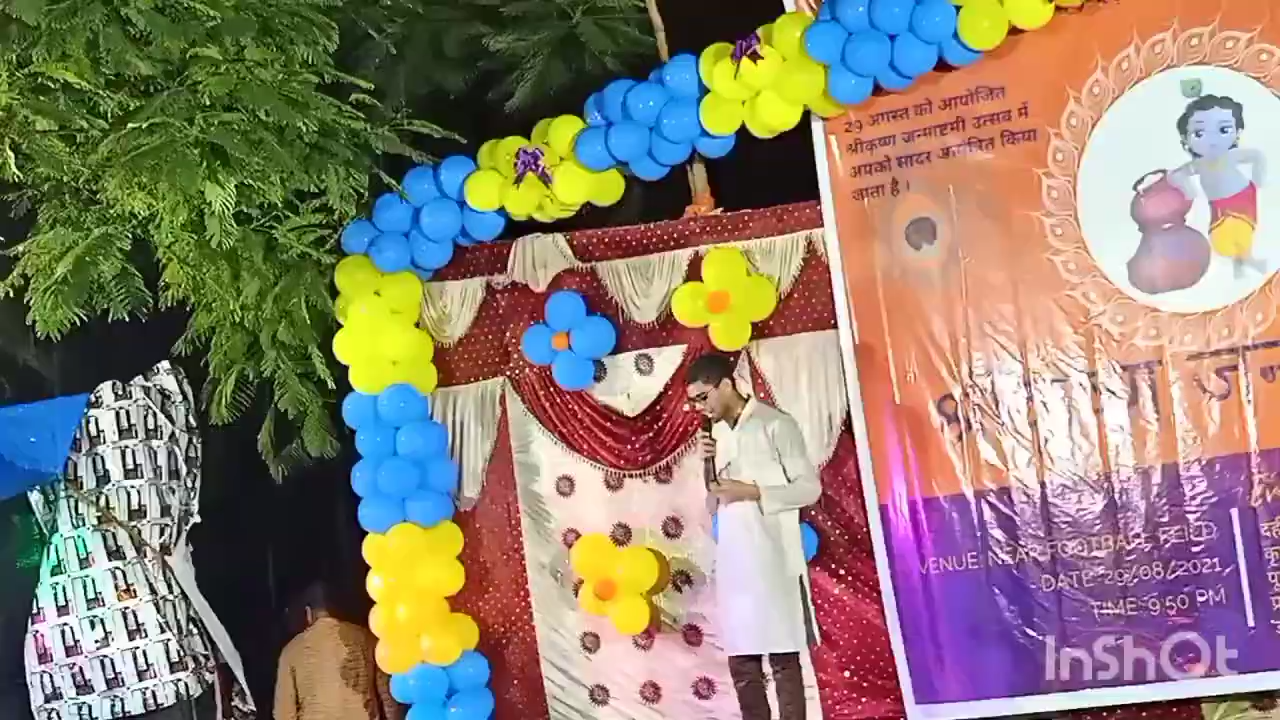 29 अगस्त को आयोजित
श्रीकृष्ण जन्माष्टमी उत्सव में
आपको सादर आमंत्रित किया
जाता है।
VENUE: NEAR FOOTBALL FEILD
DATE: 29/08/2021,
TIME: 9:50 PM
InShOt